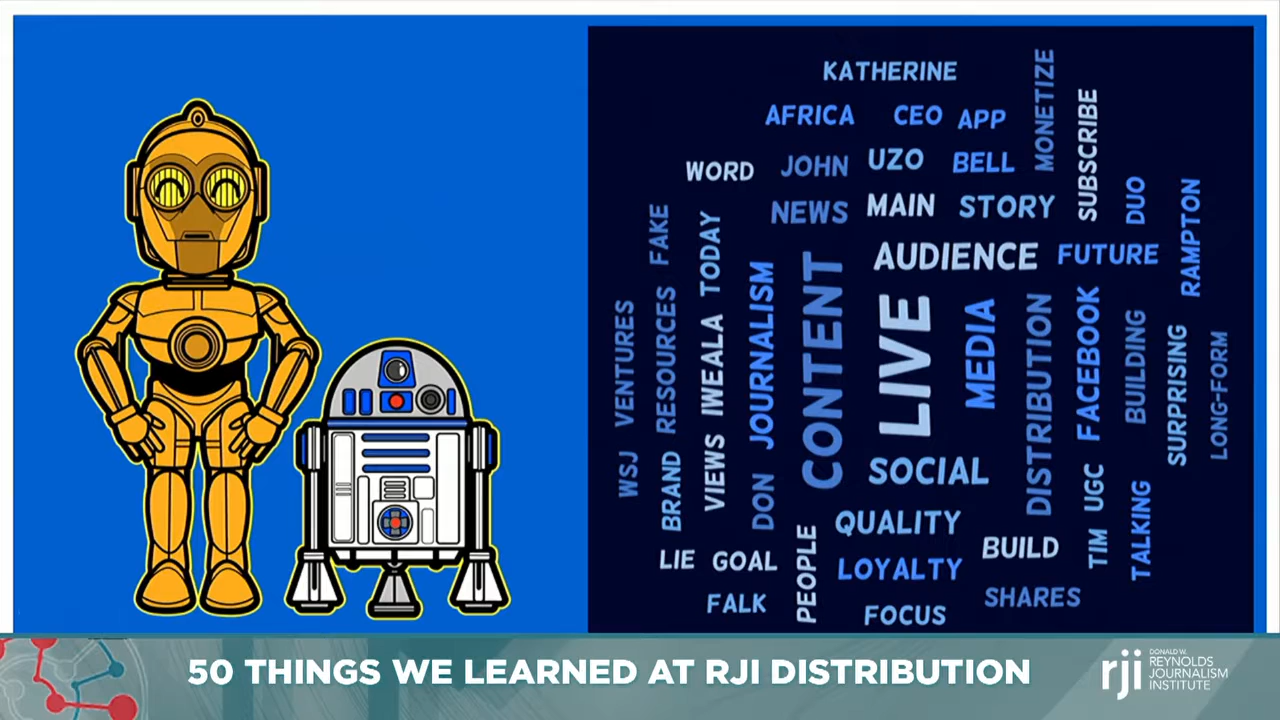 KATHERINE
MONETIZE
AFRICA CEO APP
SUBSCRIBE
WORD JOHN UZO BELL
DUO
RAMPTON
NEWS MAIN STORY
FAKE
TODAY
AUDIENCE FUTURE
JOURNALISM
CONTENT
LIVE
MEDIA
DISTRIBUTION
FACEBOOK
BUILDING
SURPRISING
LONG-FORM
VENTURES
RESOURCES
IWEALA
VIEWS
WSJ
BRAND
DON
SOCIAL
UGC
TALKING
TIM
QUALITY
PEOPLE
BUILD
LIE GOAL
LOYALTY
SHARES
FALK
FOCUS
50 THINGS WE LEARNED AT RJI DISTRIBUTION
rji
DONALD W.
REYNOLDS
JOURNALISM
INSTITUTE